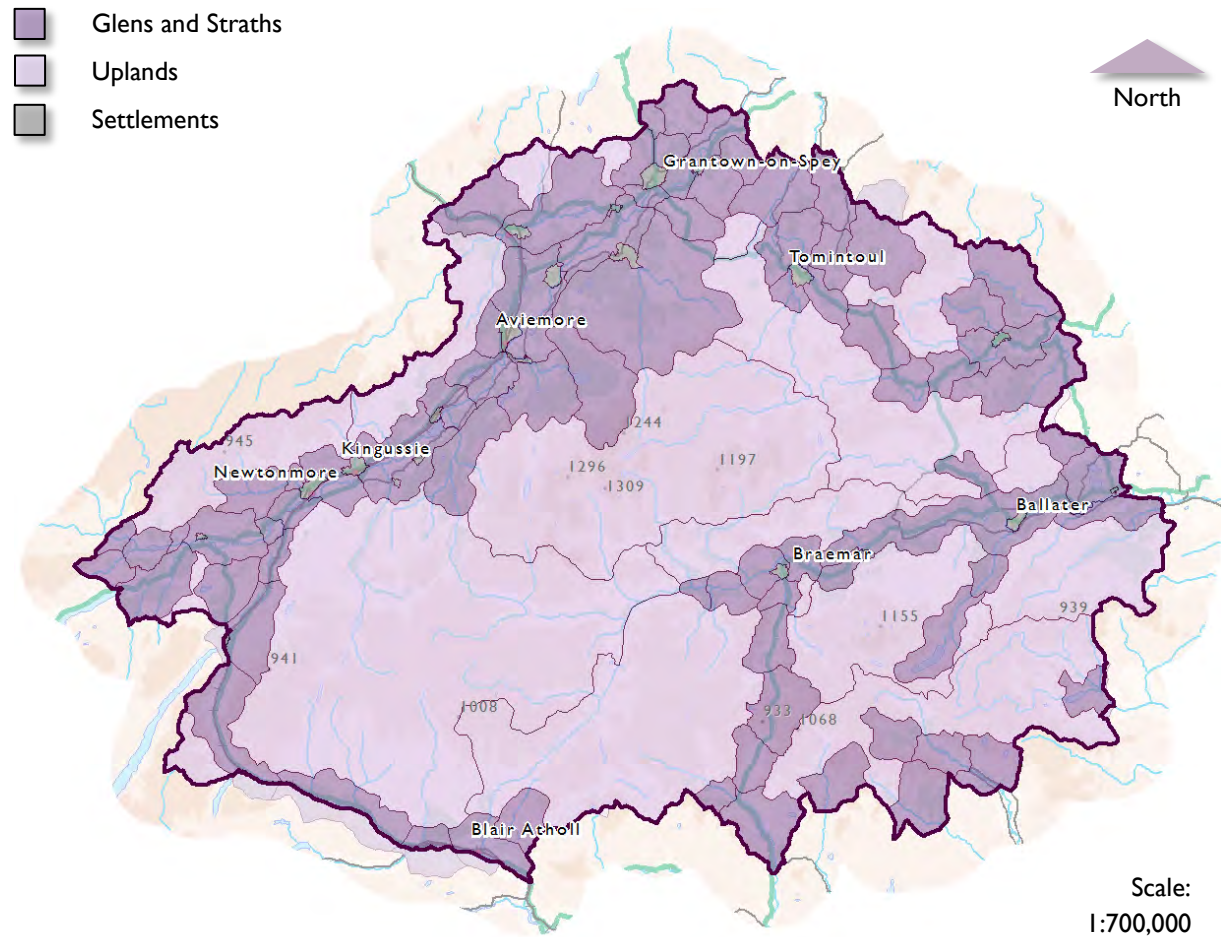 Glens and Straths
Uplands
Settlements
North
Grantown-on-Spey
Tomintoul
Aviemore
1244
945
Kingussie
1197
Newtonmore
1296
1309
Ballater
Braemar
939
1155
941
1008
933
1068
Blair Atholl
Scale:
1:700,000